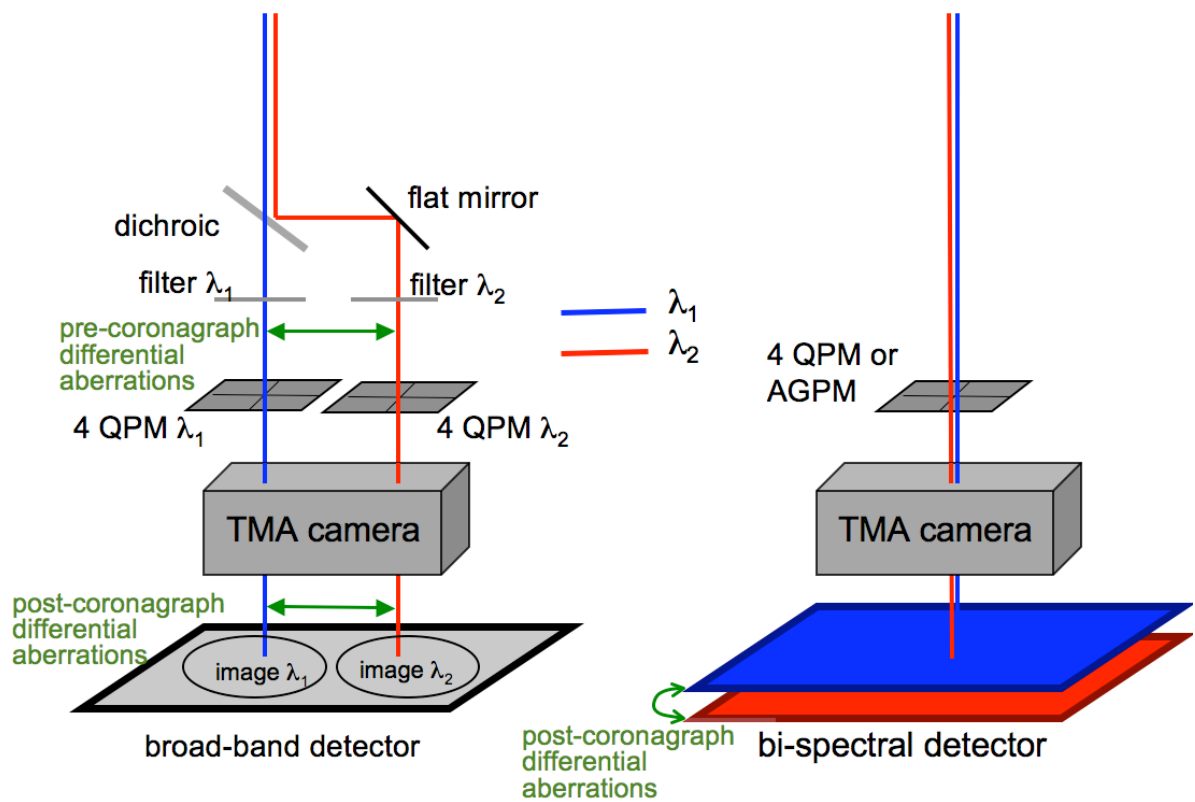 flat mirror
dichroic
filter λ1
filter λ2
λ1
λ2
pre-coronagraph
differential
aberrations
4 QPM or
AGPM
4 QPM λ1
4 QPM λ2
TMA camera
TMA camera
post-coronagraph
differential
aberrations
image λ1
image λ2
broad-band detector
post-coronagraph
differential
aberrations
bi-spectral detector